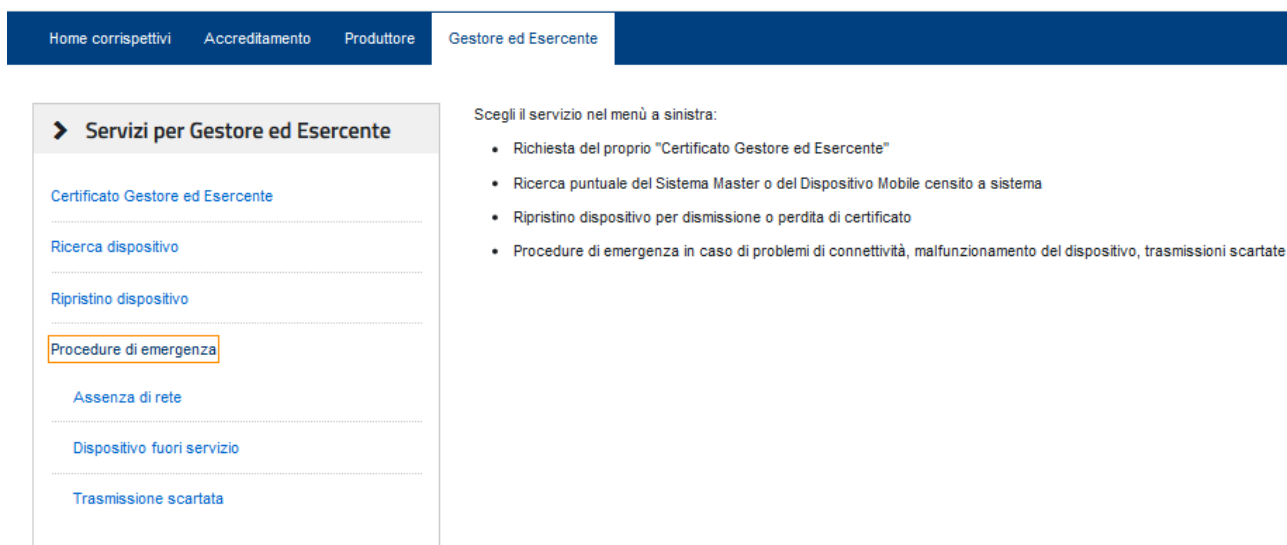 Home corrispettivi Accreditamento Produttore Gestore ed Esercente
Servizi per Gestore ed Esercente
Certificato Gestore ed Esercente
Ricerca dispositivo
Ripristino dispositivo
Procedure di emergenza
Assenza di rete
Dispositivo fuori servizio
Trasmissione scartata
Scegli il servizio nel menù a sinistra:
• Richiesta del proprio "Certificato Gestore ed Esercente"
• Ricerca puntuale del Sistema Master o del Dispositivo Mobile censito a sistema
• Ripristino dispositivo per dismissione o perdita di certificato
• Procedure di emergenza in caso di problemi di connettività, malfunzionamento del dispositivo, trasmissioni scartate